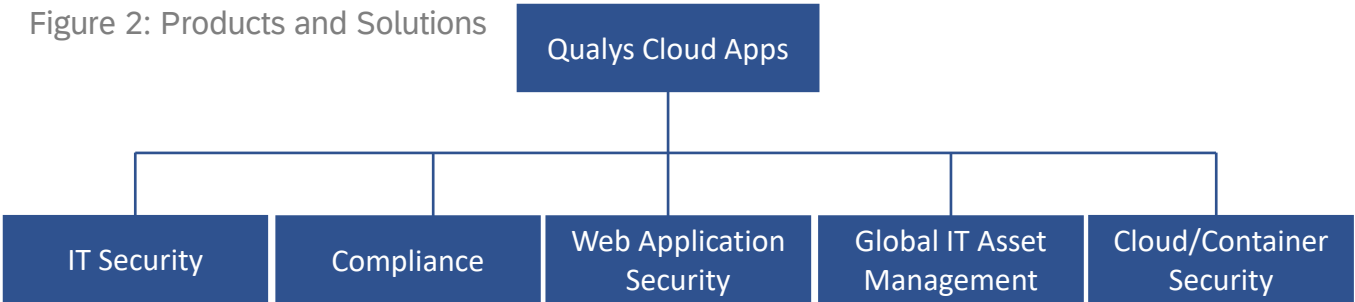 Figure 2: Products and Solutions
Qualys Cloud Apps
IT Security
Compliance
Web Application
Security
Global IT Asset
Management
Cloud/Container
Security